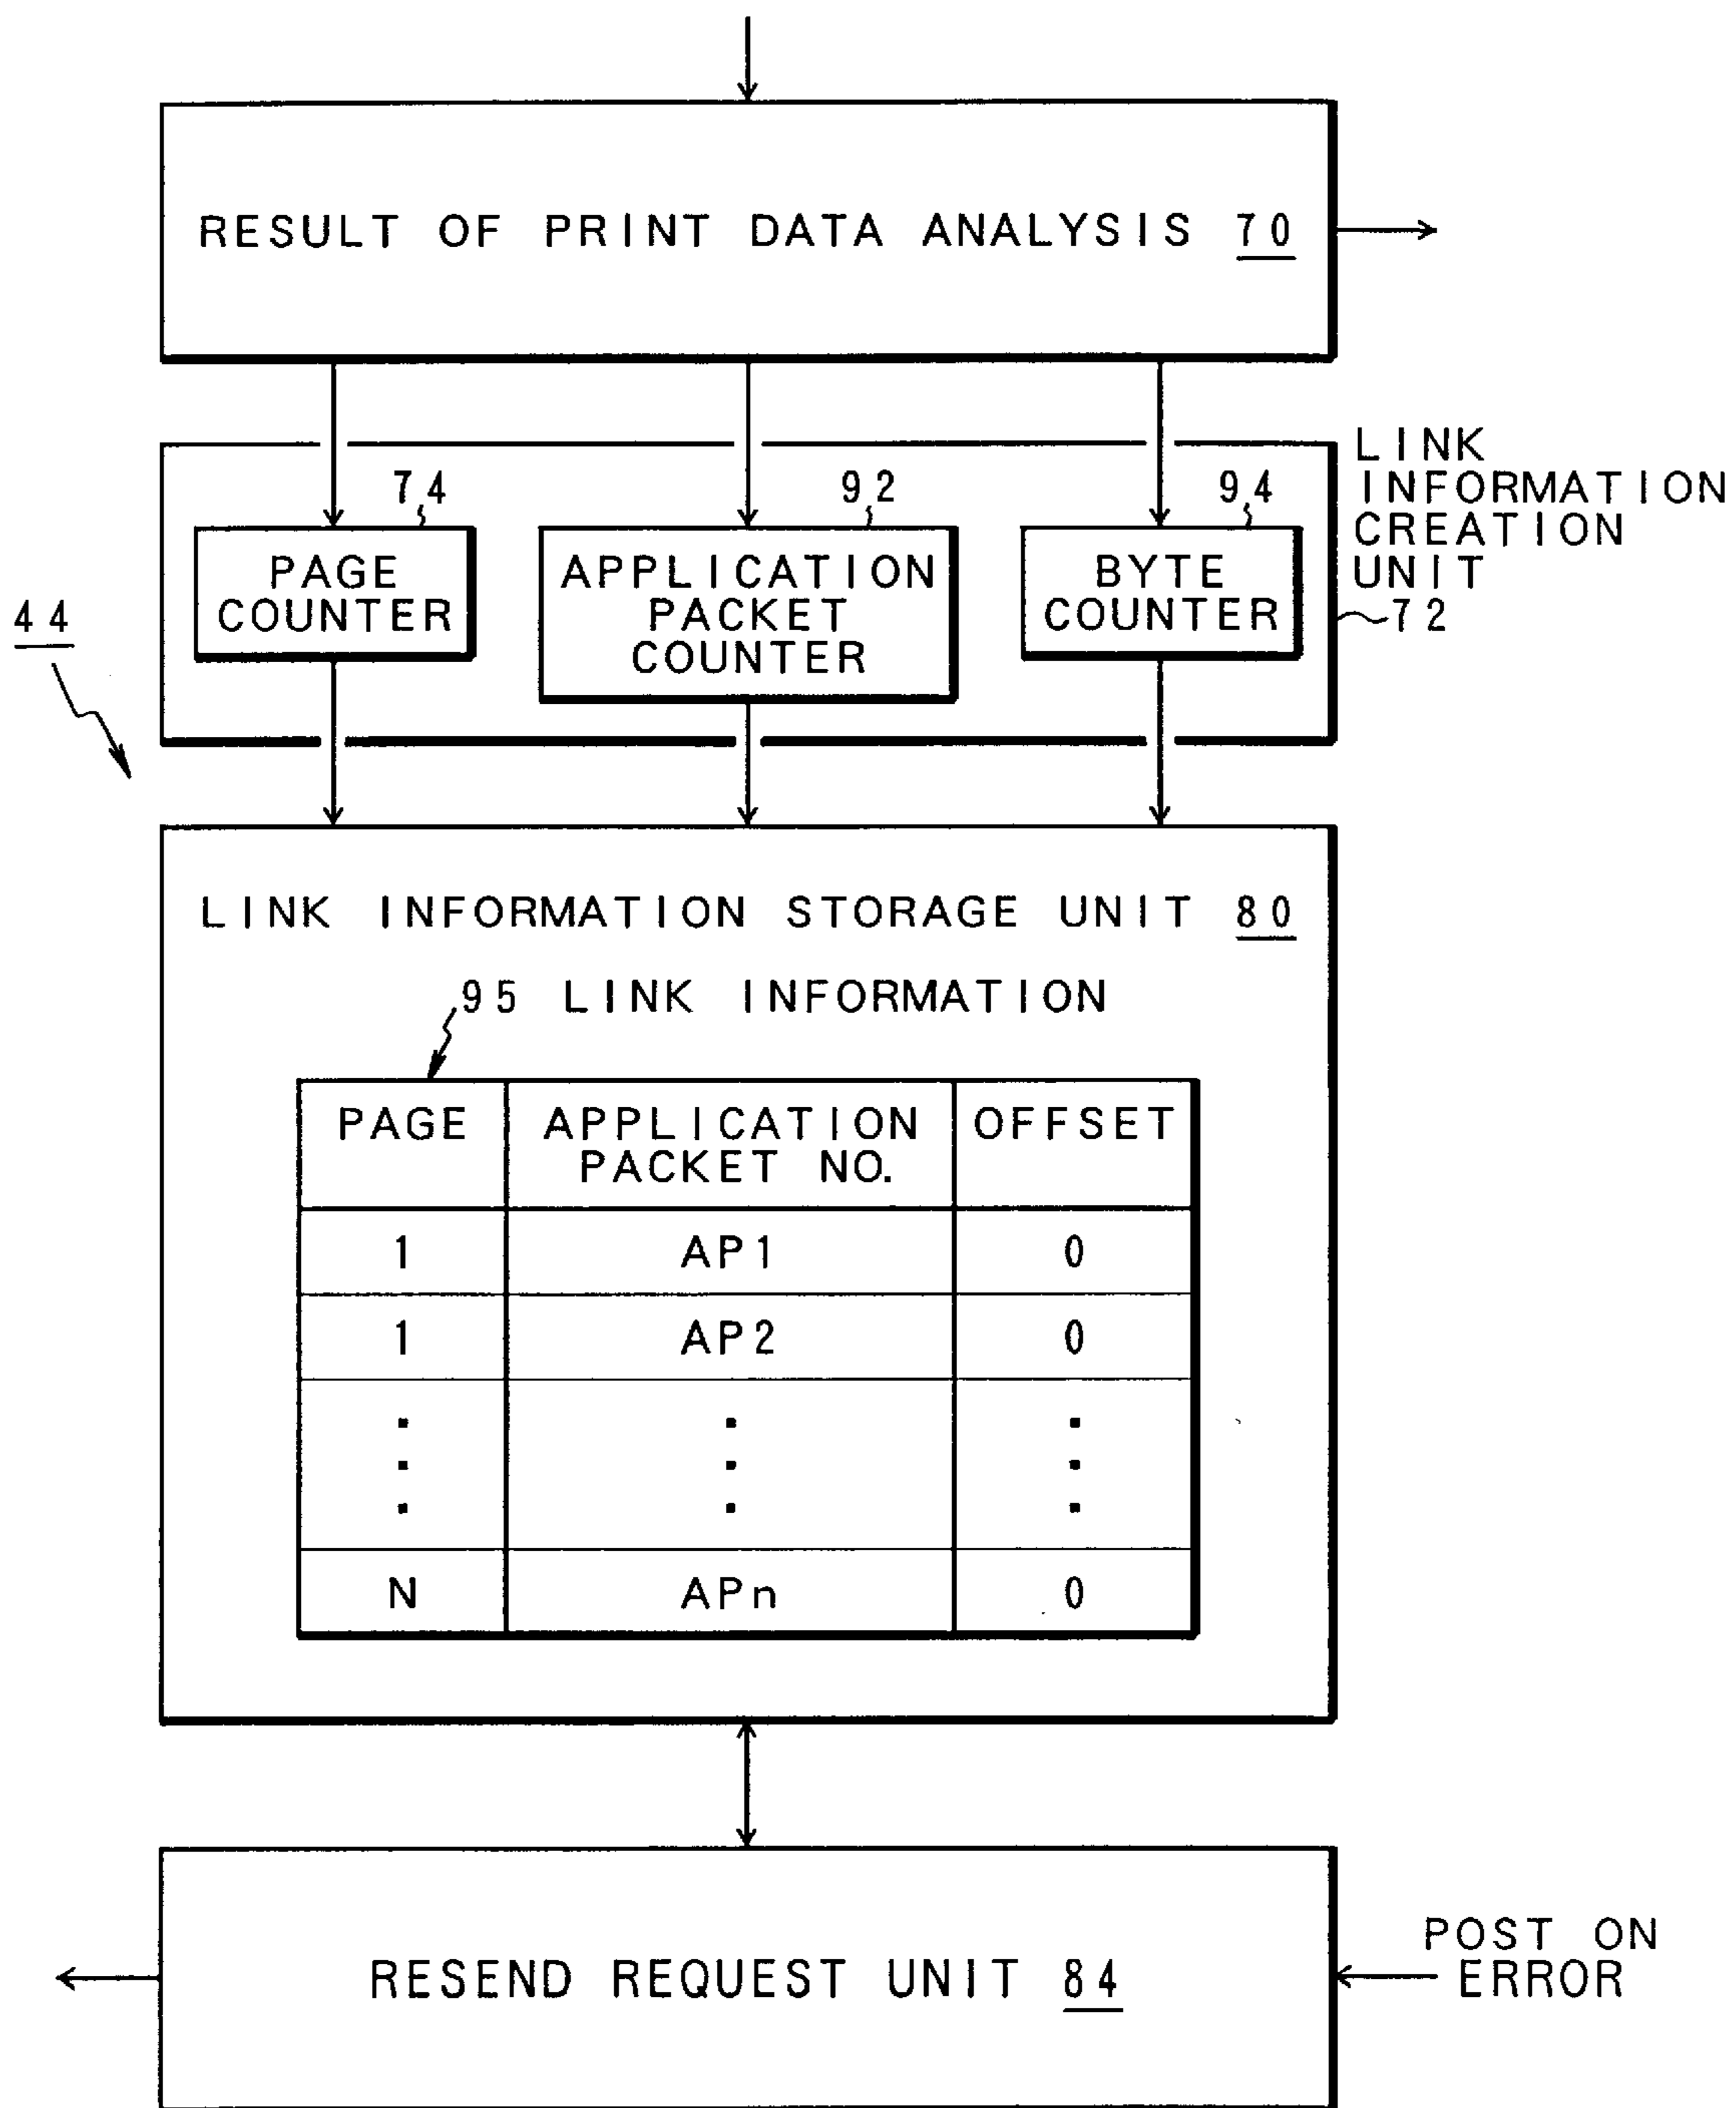 RESULT OF PRINT DATA ANALYSIS 70
LINK
INFORMATION
CREATION
UNIT
72
74
92
94
PAGE
COUNTER
APPLICATION
PACKET
COUNTER
BYTE
COUNTER
44
LINK INFORMATION STORAGE UNIT 80
95 LINK INFORMATION
PAGE
APPLICATION
PACKET NO.
OFFSET
1 AP1 0
1 AP2 0
. . .
. . .
. . .
N APn 0
RESEND REQUEST UNIT 84
POST ON
ERROR